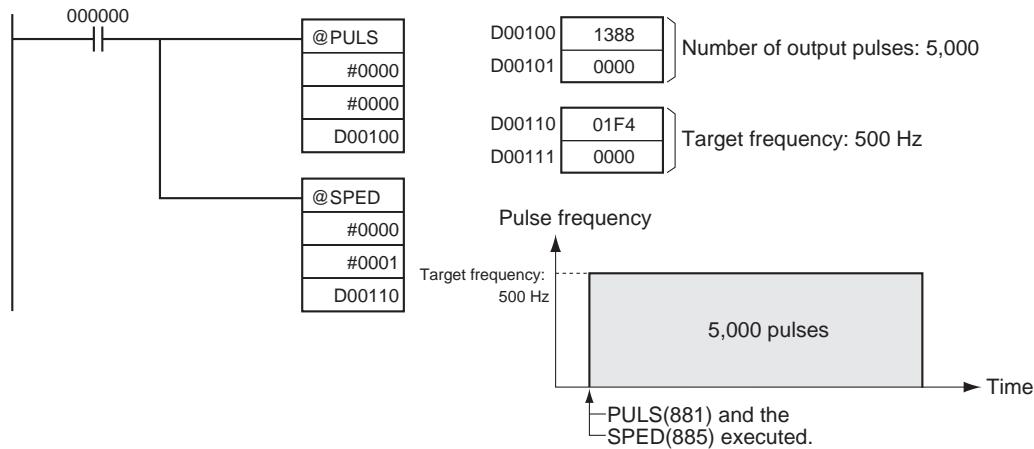 000000
@PULS
#0000
#0000
D00100
@SPED
#0000
#0001
D00110
D00100 1388
D00101 0000
Number of output pulses: 5,000
D00110 01F4
D00111 0000
Target frequency: 500 Hz
Pulse frequency
Target frequency:
500 Hz
5,000 pulses
Time
PULS(881) and the
SPED(885) executed.